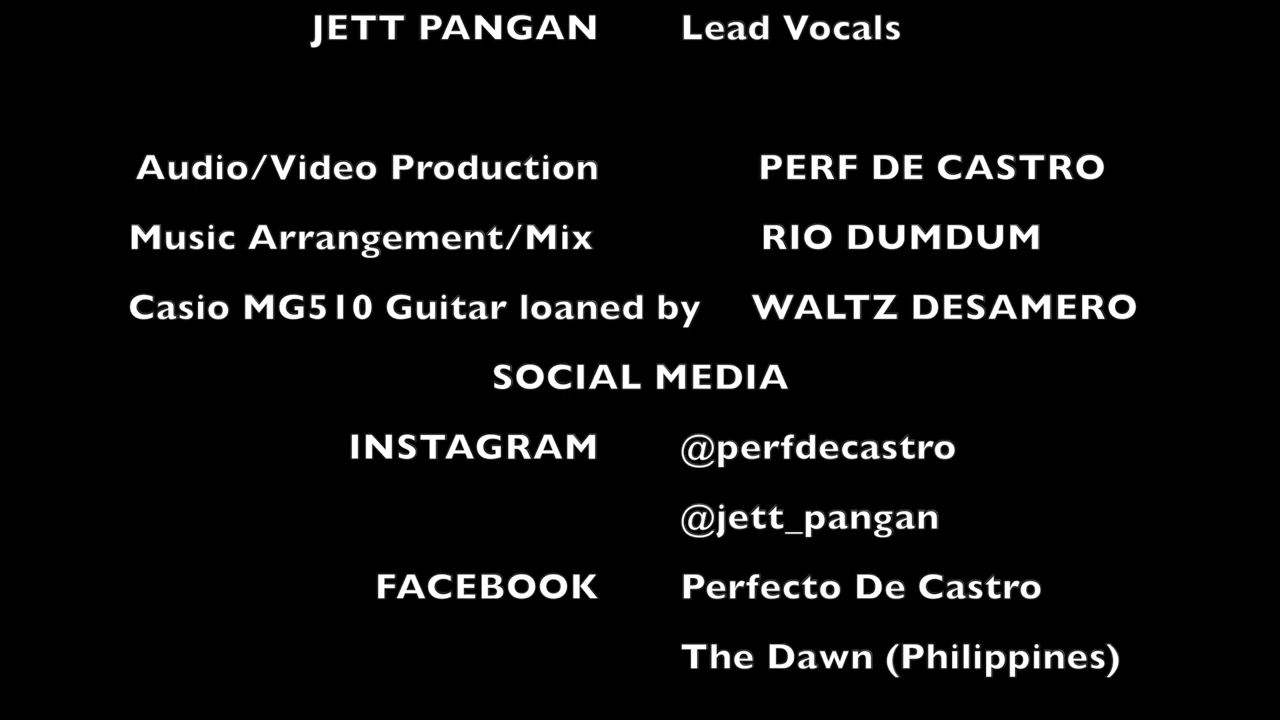 JETT PANGAN Lead Vocals
Audio/Video Production PERF DE CASTRO
Music Arrangement/Mix RIO DUMDUM
Casio MG510 Guitar loaned by WALTZ DESAMERO
SOCIAL MEDIA
INSTAGRAM @perfdecastro
@jett_pangan
FACEBOOK Perfecto De Castro
The Dawn (Philippines)